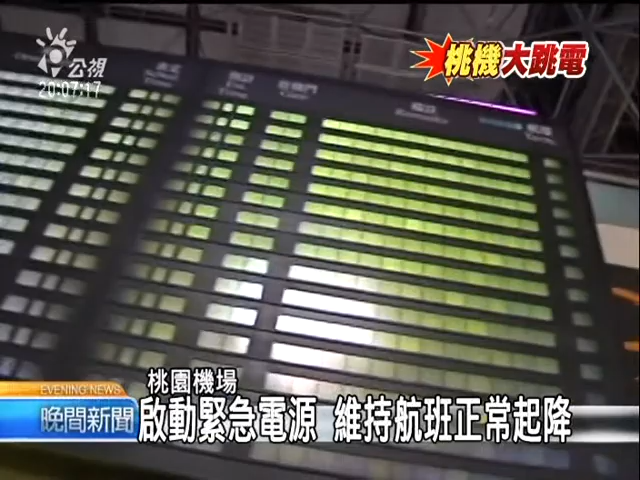 公視
20:07:17
桃機大跳電
桃園機場
EVENING NEWS
晚間新聞
啟動緊急電源 維持航班正常起降